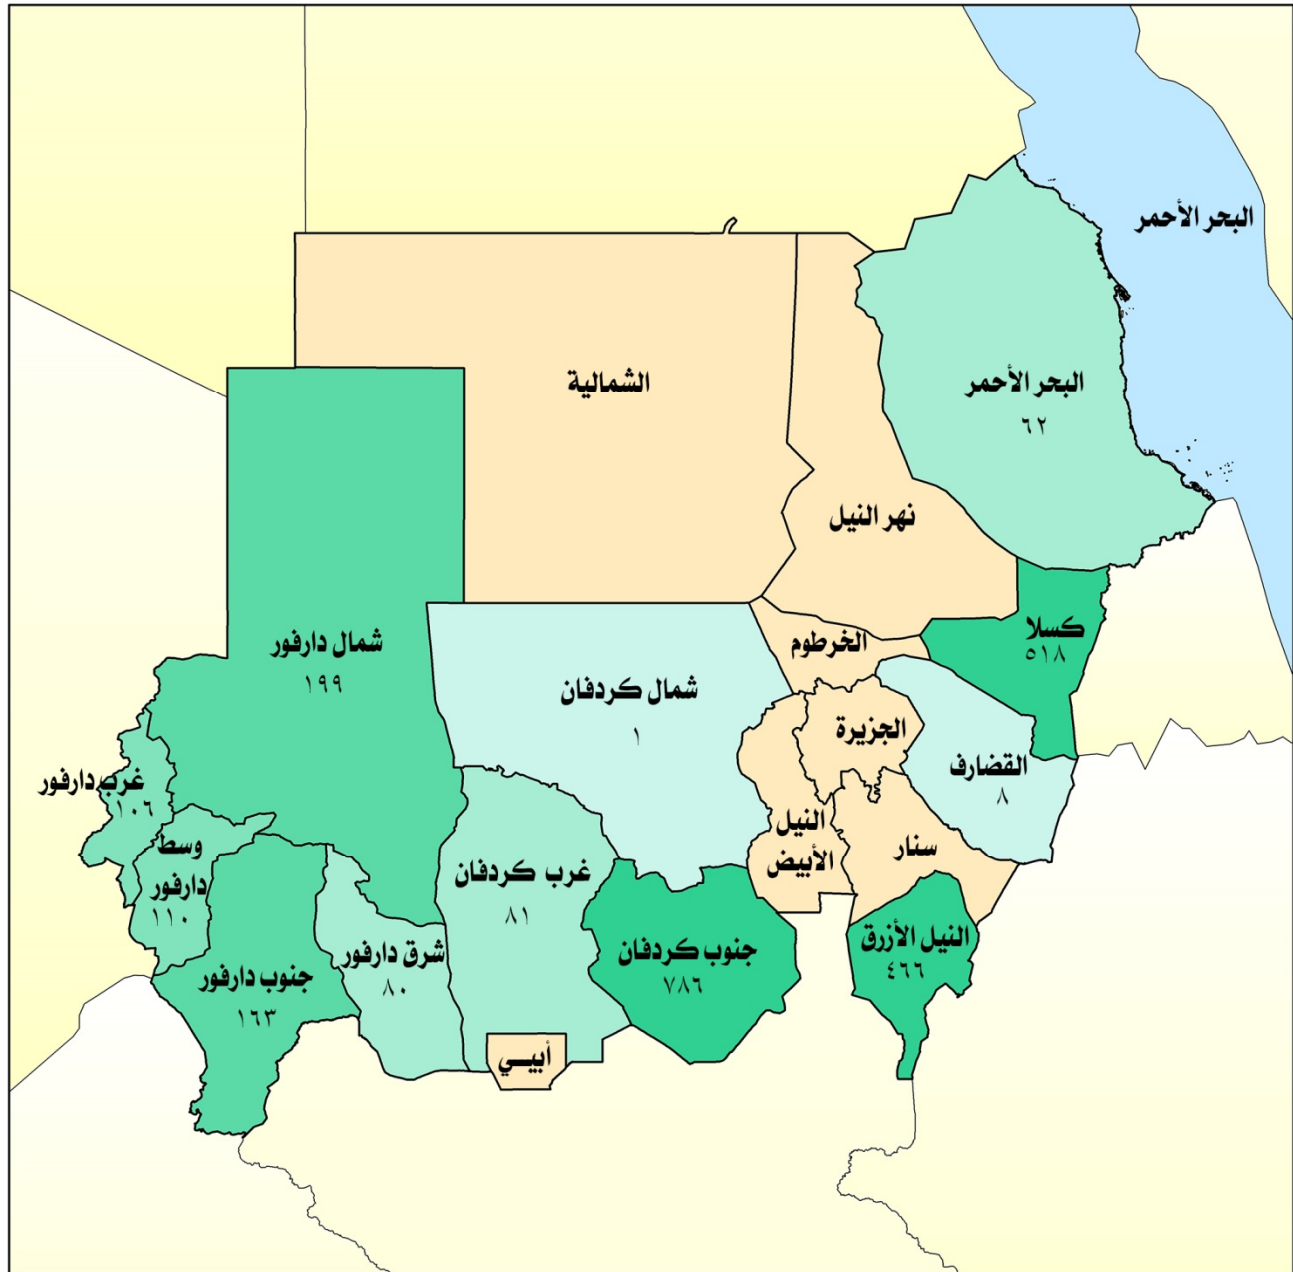 البحر الأحمر
البحر الأحمر
٦٢
الشمالية
نهر النيل
كسلا
٥١٨
الخرطوم
شمال دارفور
١٩٩
شمال كردفان
١
الجزيرة
القضارف
٨
غرب دارفور
١٠٦
النيل
الأبيض
سنار
وسط
دارفور
١١٠
غرب كردفان
٨١
النيل الأزرق
٤٦٦
جنوب كردفان
٧٨٦
شرق دارفور
٨٠
جنوب دارفور
١٦٣
أبيـــي